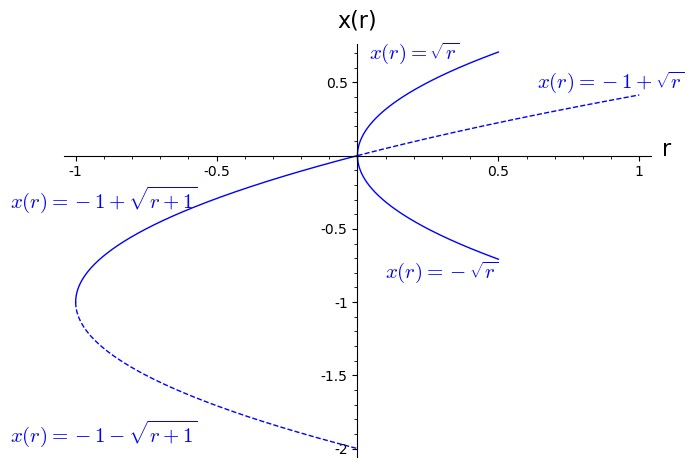 x(r)
x(r) = √r
0.5
x(r) = −1 + √r
r
-1
-0.5
0.5
1
x(r) = −1 + √(r+1)
-0.5
x(r) = −√r
-1
-1.5
x(r) = −1 − √(r+1)
-2